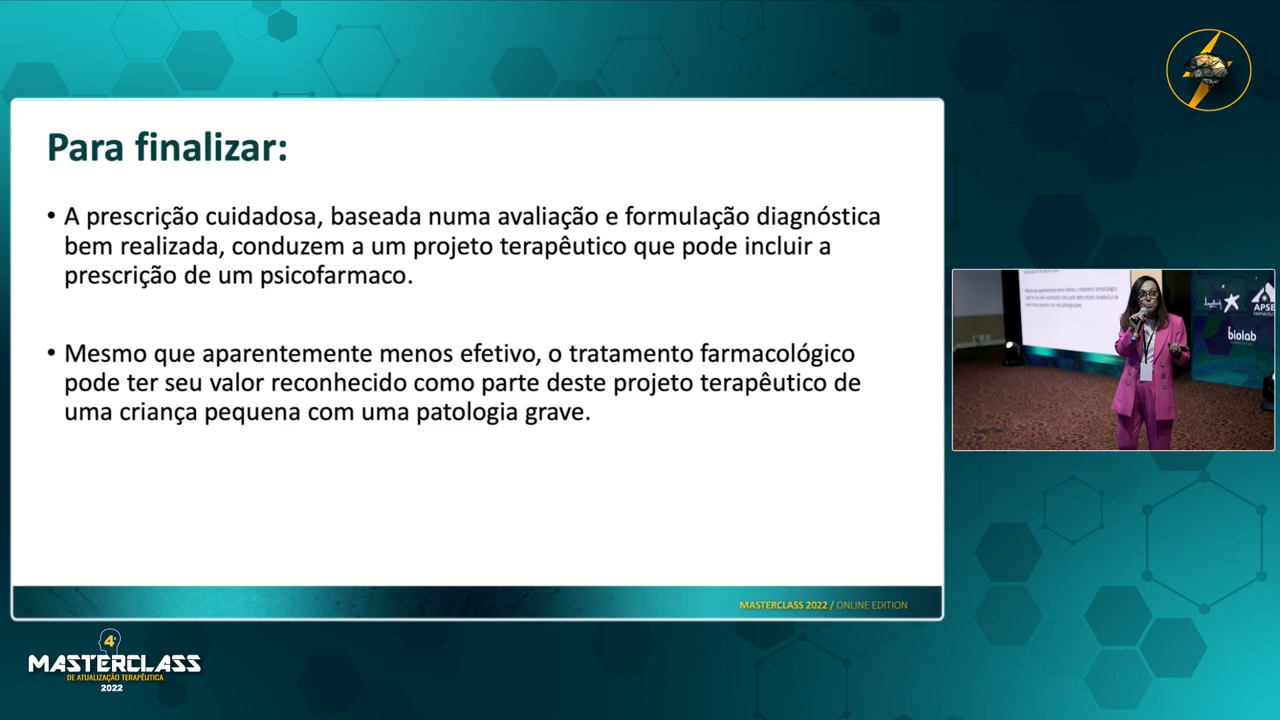 Para finalizar:
• A prescrição cuidadosa, baseada numa avaliação e formulação diagnóstica
bem realizada, conduzem a um projeto terapêutico que pode incluir a
prescrição de um psicofarmaco.
• Mesmo que aparentemente menos efetivo, o tratamento farmacológico
pode ter seu valor reconhecido como parte deste projeto terapêutico de
uma criança pequena com uma patologia grave.
MASTERCLASS 2022 / ONLINE EDITION
APSE
biolab
4ª
MASTERCLASS
DE ATUALIZAÇÃO TERAPÊUTICA
2022